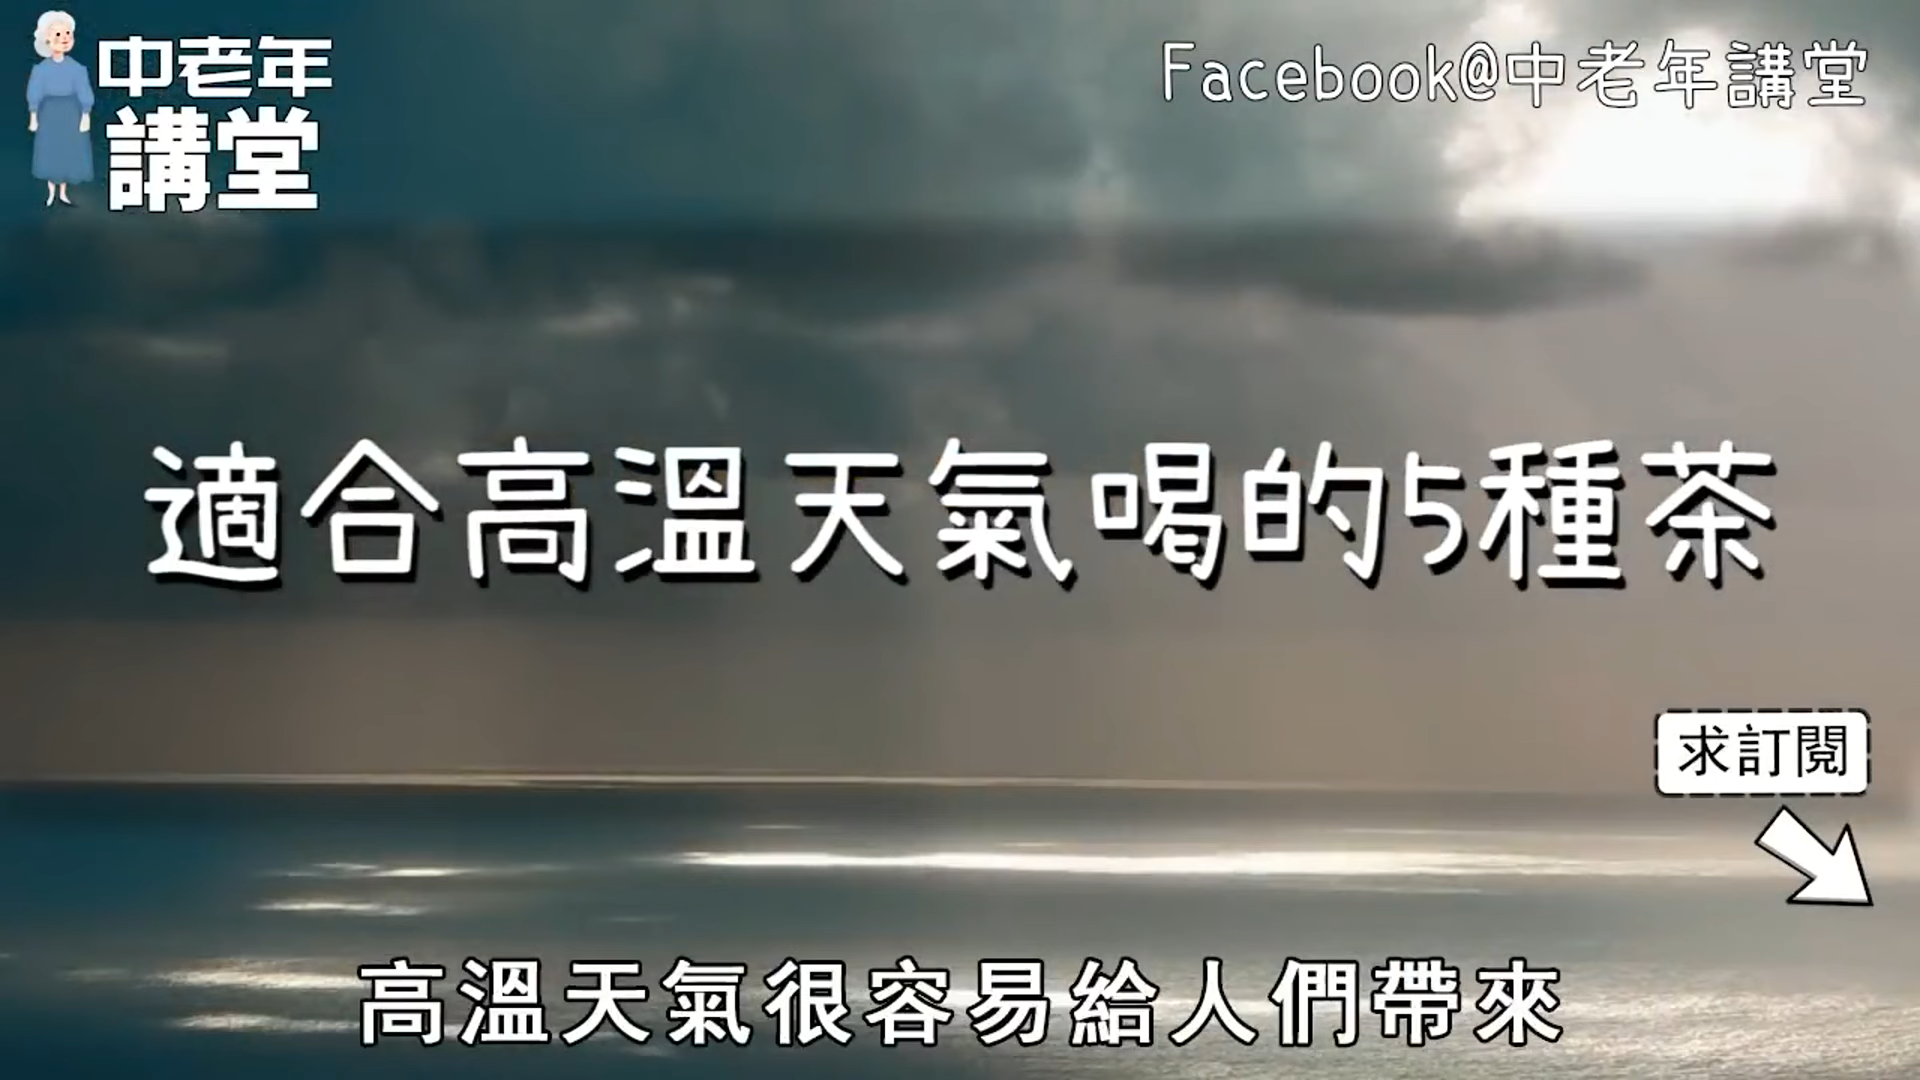 中老年
講堂
Facebook@中老年講堂
適合高溫天氣喝的5種茶
求訂閱
高溫天氣很容易給人們帶來